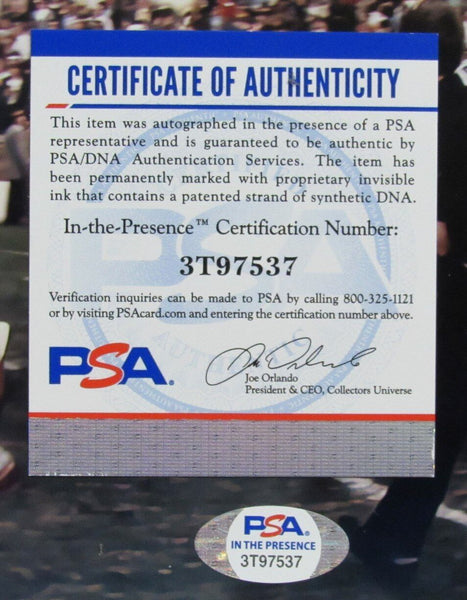 CERTIFICATE OF AUTHENTICITY
This item was autographed in the presence of a PSA
representative and is guaranteed to be authentic by
PSA/DNA Authentication Services. The item has
been permanently marked with proprietary invisible
ink that contains a patented strand of synthetic DNA.
In-the-Presence™ Certification Number:
3T97537
Verification inquiries can be made to PSA by calling 800-325-1121
or by visiting PSAcard.com and entering the certification number above.
PSA.
Joe Orlando
President & CEO, Collectors Universe
PSA.
IN THE PRESENCE
3T97537